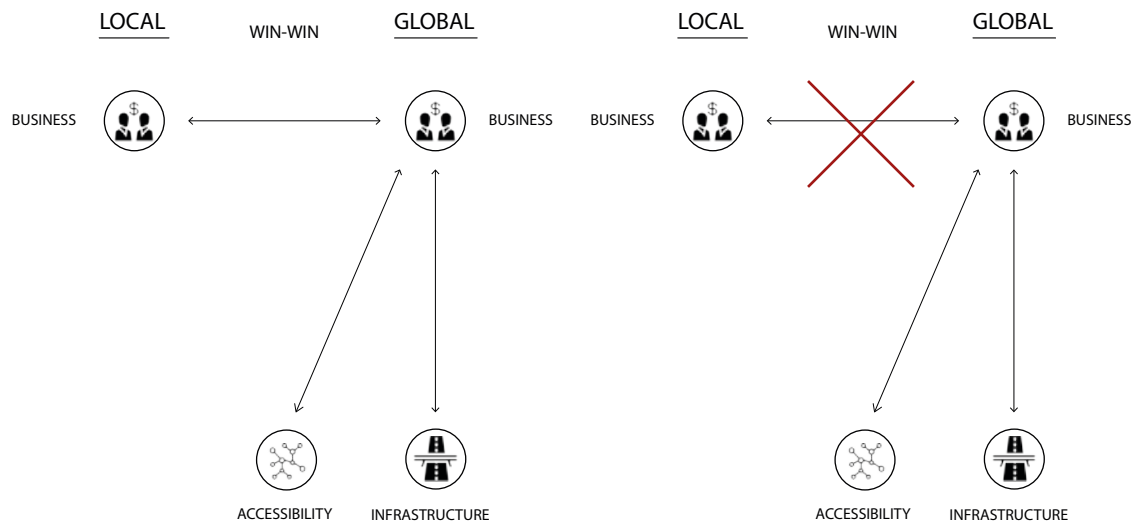 LOCAL
WIN-WIN
GLOBAL
$
$
BUSINESS
BUSINESS
ACCESSIBILITY
INFRASTRUCTURE
LOCAL
WIN-WIN
GLOBAL
$
$
BUSINESS
BUSINESS
ACCESSIBILITY
INFRASTRUCTURE